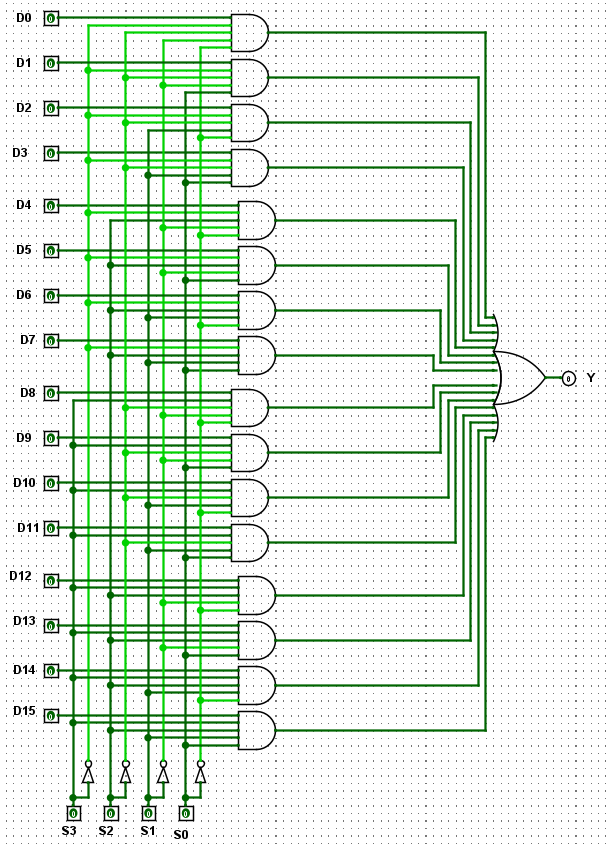 D0 0
D1 0
D2 0
D3 0
D4 0
D5 0
D6 0
D7 0
0 Y
D8 0
D9 0
D10 0
D11 0
D12 0
D13 0
D14 0
D15 0
0 0 0 0
S3 S2 S1 S0